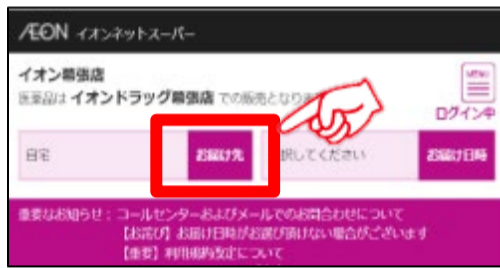 ÆON イオンネットスーパー
イオン幕張店
医薬品は イオンドラッグ幕張店 での販売となり
MENU
ログイン中
自宅
お届け先
択してください
お届け日時
重要なお知らせ： コールセンターおよびメールでのお問合わせについて
【お詫び】お届け日時がお選び頂けない場合がございます
【重要】利用規約改定について